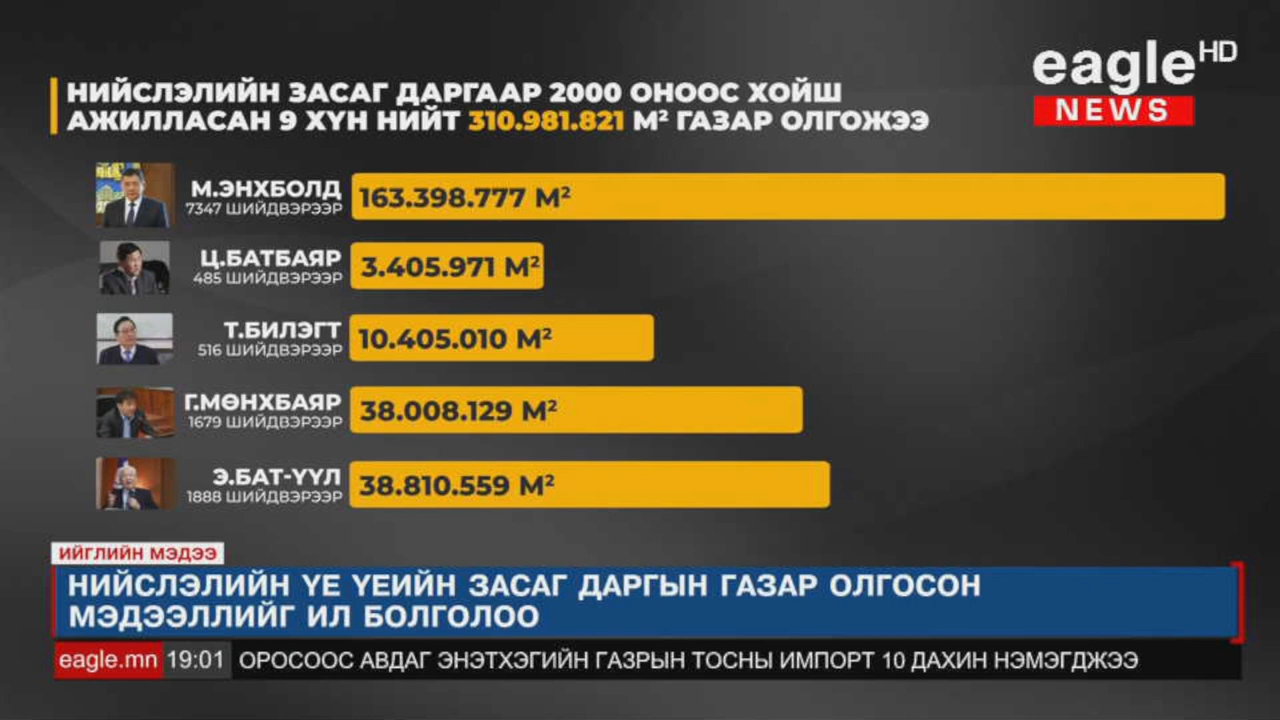 eagle HD
NEWS
НИЙСЛЭЛИЙН ЗАСАГ ДАРГААР 2000 ОНООС ХОЙШ
АЖИЛЛАСАН 9 ХҮН НИЙТ 310.981.821 М² ГАЗАР ОЛГОЖЭЭ
М.ЭНХБОЛД
7347 ШИЙДВЭРЭЭР
163.398.777 М²
Ц.БАТБАЯР
485 ШИЙДВЭРЭЭР
3.405.971 М²
Т.БИЛЭГТ
516 ШИЙДВЭРЭЭР
10.405.010 М²
Г.МӨНХБАЯР
1679 ШИЙДВЭРЭЭР
38.008.129 М²
Э.БАТ-ҮҮЛ
1888 ШИЙДВЭРЭЭР
38.810.559 М²
ИЙГЛИЙН МЭДЭЭ
НИЙСЛЭЛИЙН ҮЕ ҮЕИЙН ЗАСАГ ДАРГЫН ГАЗАР ОЛГОСОН
МЭДЭЭЛЛИЙГ ИЛ БОЛГОЛОО
eagle.mn 19:01 ОРОСООС АВДАГ ЭНЭТХЭГИЙН ГАЗРЫН ТОСНЫ ИМПОРТ 10 ДАХИН НЭМЭГДЖЭЭ